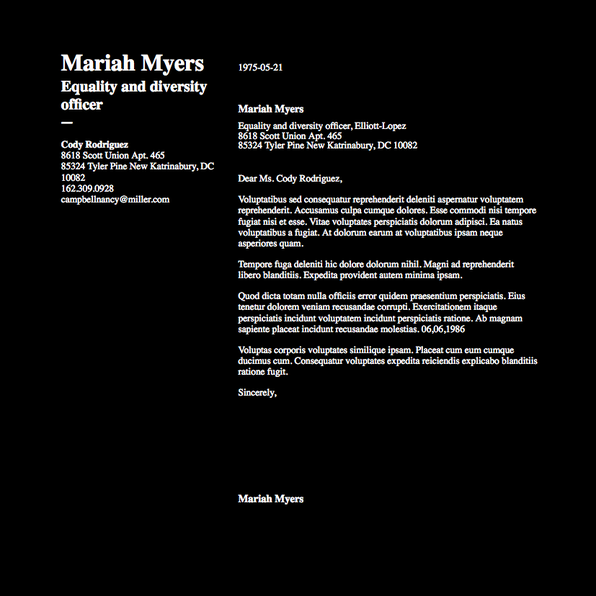 Mariah Myers
Equality and diversity
officer
—
Cody Rodriguez
8618 Scott Union Apt. 465
85324 Tyler Pine New Katrinabury, DC
10082
162.309.0928
campbellnancy@miller.com
1975-05-21
Mariah Myers
Equality and diversity officer, Elliott-Lopez
8618 Scott Union Apt. 465
85324 Tyler Pine New Katrinabury, DC 10082
Dear Ms. Cody Rodriguez,
Voluptatibus sed consequatur reprehenderit deleniti aspernatur voluptatem
reprehenderit. Accusamus culpa cumque dolores. Esse commodi nisi tempore
fugiat nisi et esse. Vitae voluptates perspiciatis dolorum adipisci. Ea natus
voluptatibus a fugiat. At dolorum earum at voluptatibus ipsam neque
asperiores quam.
Tempore fuga deleniti hic dolore dolorum nihil. Magni ad reprehenderit
libero blanditiis. Expedita provident autem minima ipsam.
Quod dicta totam nulla officiis error quidem praesentium perspiciatis. Eius
tenetur dolorem veniam recusandae corrupti. Exercitationem itaque
perspiciatis incidunt voluptatem incidunt perspiciatis ratione. Ab magnam
sapiente placeat incidunt recusandae molestias. 06,06,1986
Voluptas corporis voluptates similique ipsam. Placeat cum eum cumque
ducimus cum. Consequatur voluptates expedita reiciendis explicabo blanditiis
ratione fugit.
Sincerely,
Mariah Myers